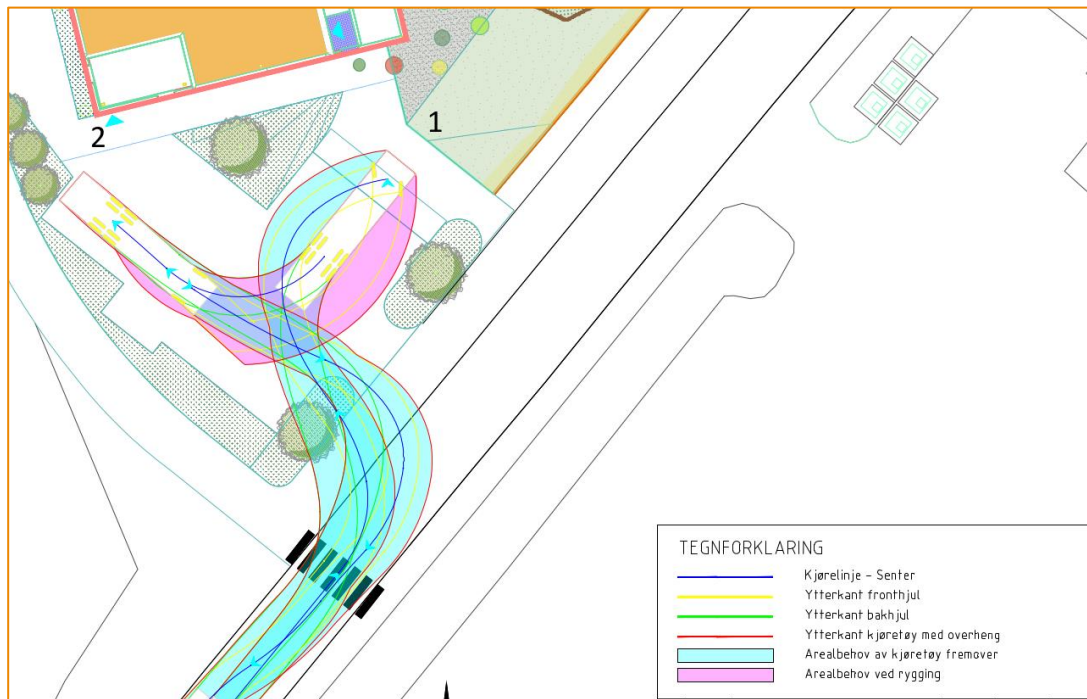 1
2
TEGNFORKLARING
Kjørelinje - Senter
Ytterkant fronthjul
Ytterkant bakhjul
Ytterkant kjøretøy med overheng
Arealbehov av kjøretøy fremover
Arealbehov ved rygging